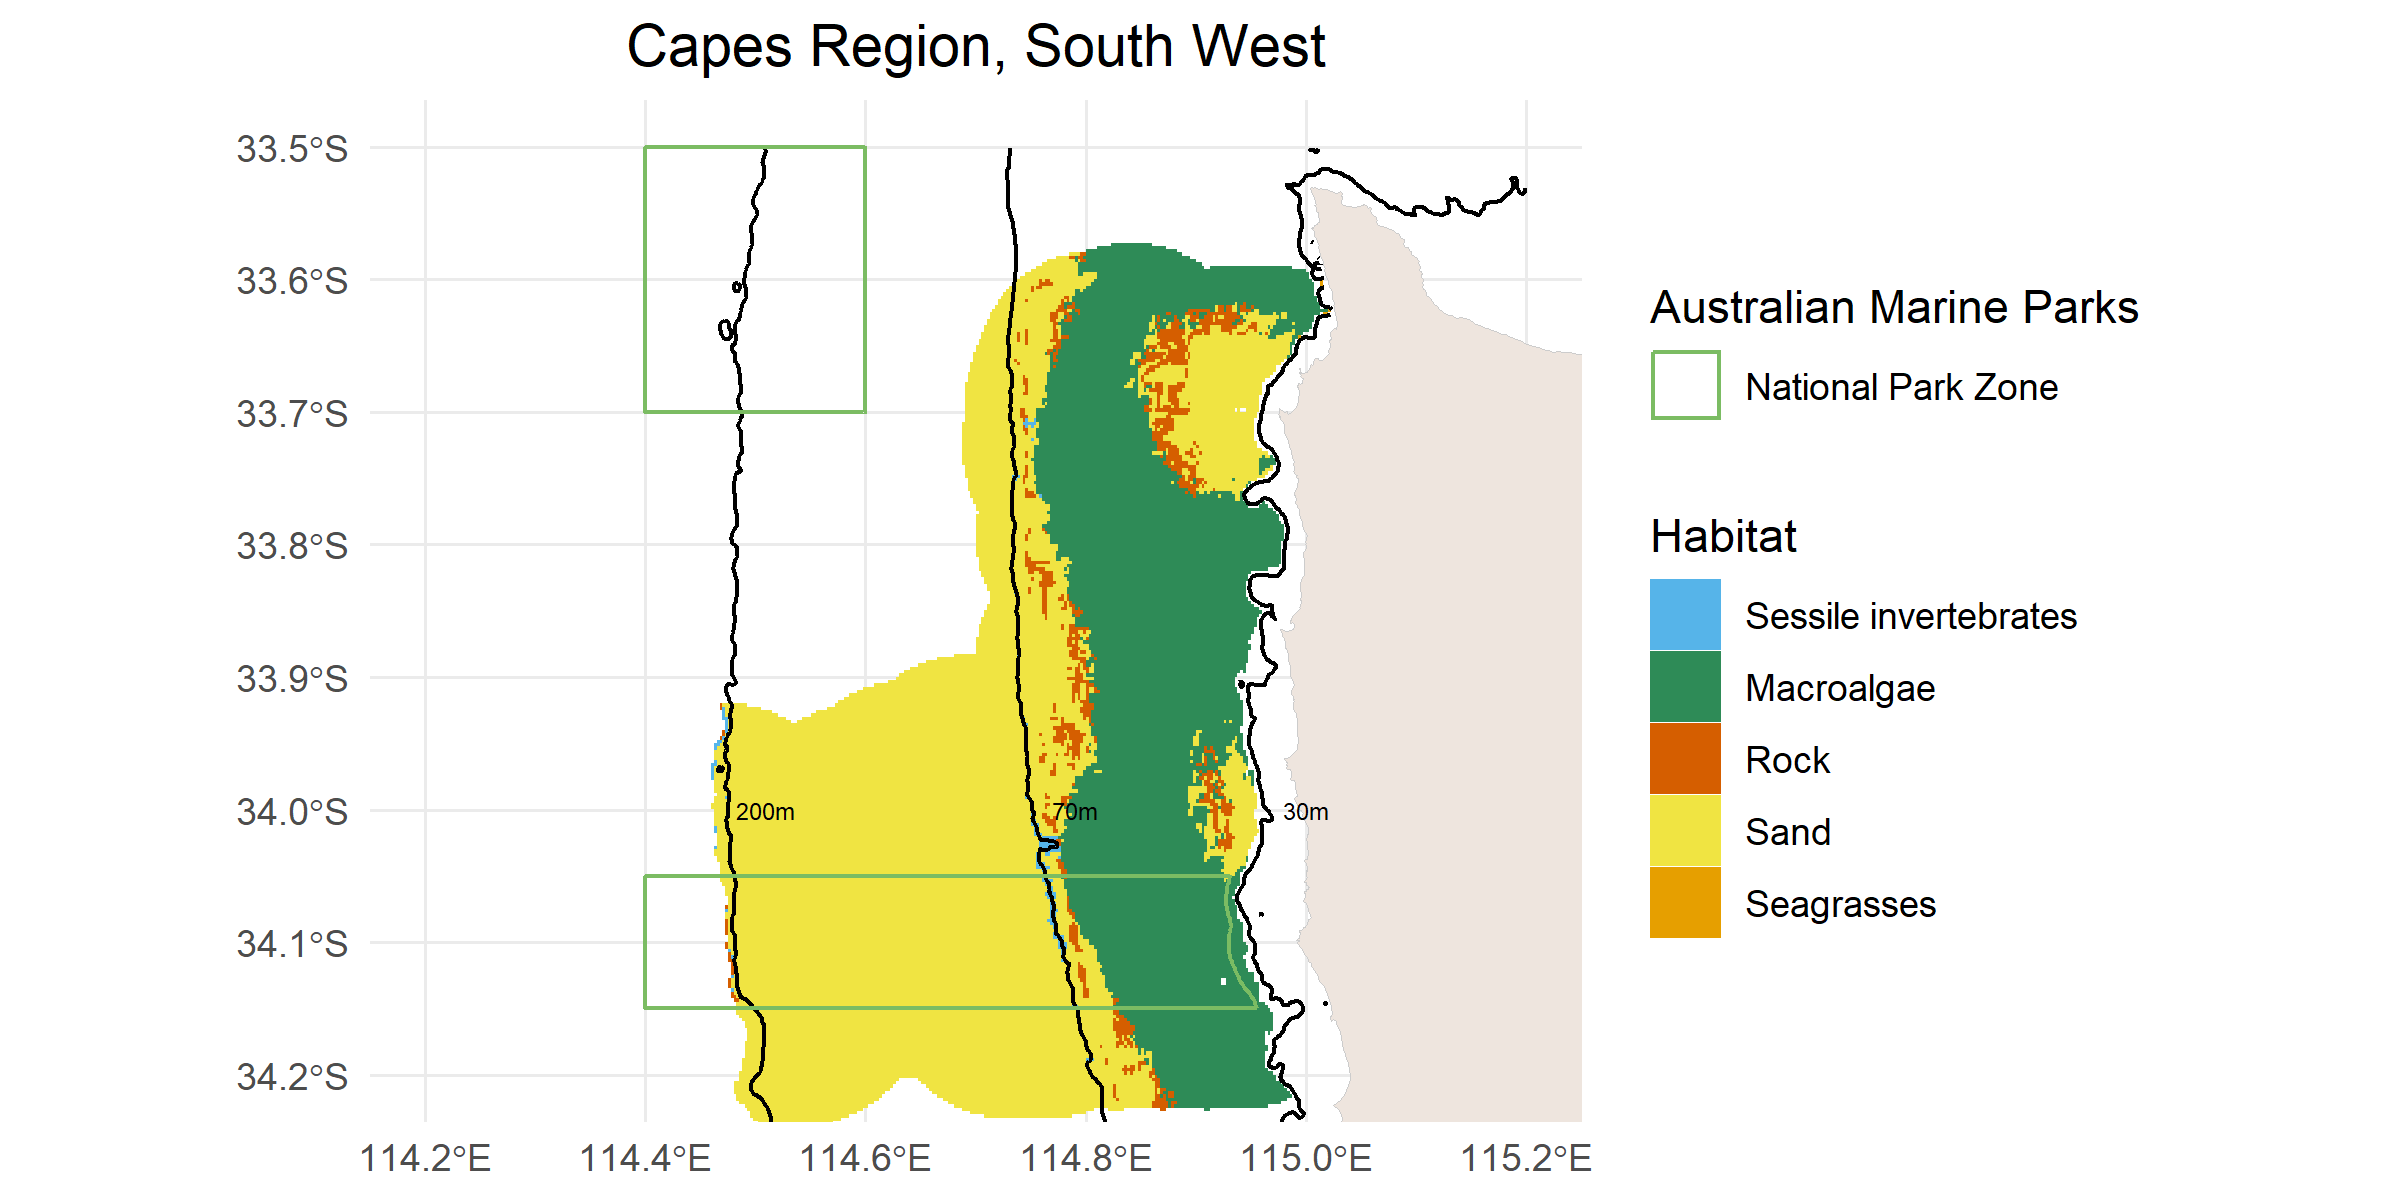 Capes Region, South West
33.5°S
33.6°S
33.7°S
33.8°S
33.9°S
34.0°S
34.1°S
34.2°S
200m
70m
30m
114.2°E
114.4°E
114.6°E
114.8°E
115.0°E
115.2°E
Australian Marine Parks
National Park Zone
Habitat
Sessile invertebrates
Macroalgae
Rock
Sand
Seagrasses